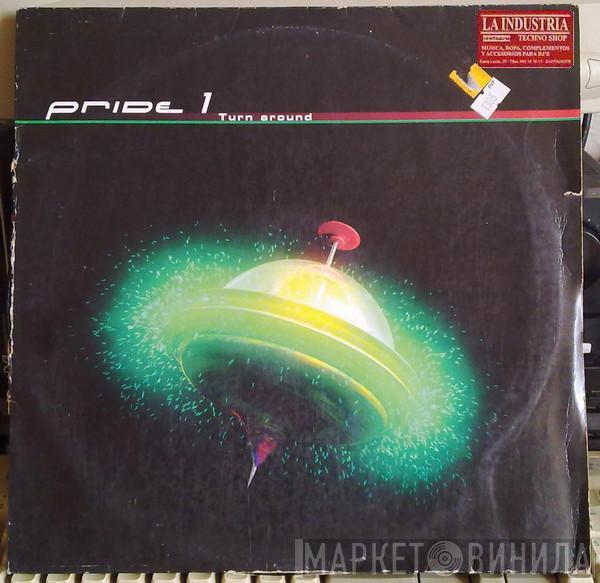 LA INDUSTRIA
TECHNO SHOP
MUSICA, ROPA, COMPLEMENTOS
Y ACCESORIOS PARA DJ'S
PRIDE 1
Turn around
МАРКЕТ ВИНИЛА